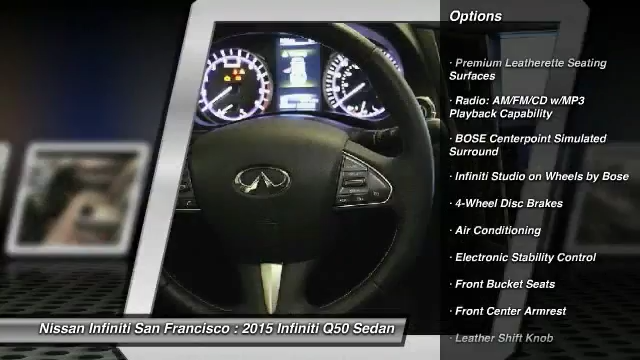 Options
· Premium Leatherette Seating
Surfaces
· Radio: AM/FM/CD w/MP3
Playback Capability
· BOSE Centerpoint Simulated
Surround
· Infiniti Studio on Wheels by Bose
· 4-Wheel Disc Brakes
· Air Conditioning
· Electronic Stability Control
· Front Bucket Seats
· Front Center Armrest
· Leather Shift Knob
Nissan Infiniti San Francisco : 2015 Infiniti Q50 Sedan